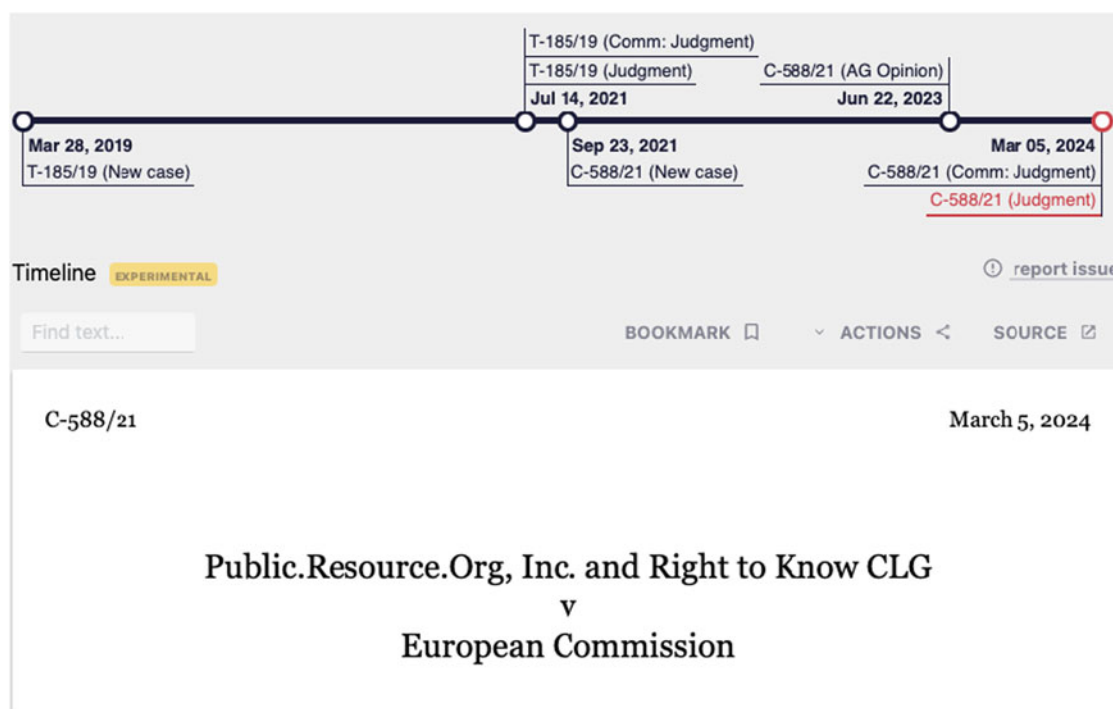 T-185/19 (Comm: Judgment)
T-185/19 (Judgment)
C-588/21 (AG Opinion)
Jul 14, 2021
Jun 22, 2023
Mar 28, 2019
Sep 23, 2021
Mar 05, 2024
T-185/19 (New case)
C-588/21 (New case)
C-588/21 (Comm: Judgment)
C-588/21 (Judgment)
Timeline EXPERIMENTAL
report issue
Find text...
BOOKMARK
ACTIONS
SOURCE
C-588/21
March 5, 2024
Public.Resource.Org, Inc. and Right to Know CLG
v
European Commission